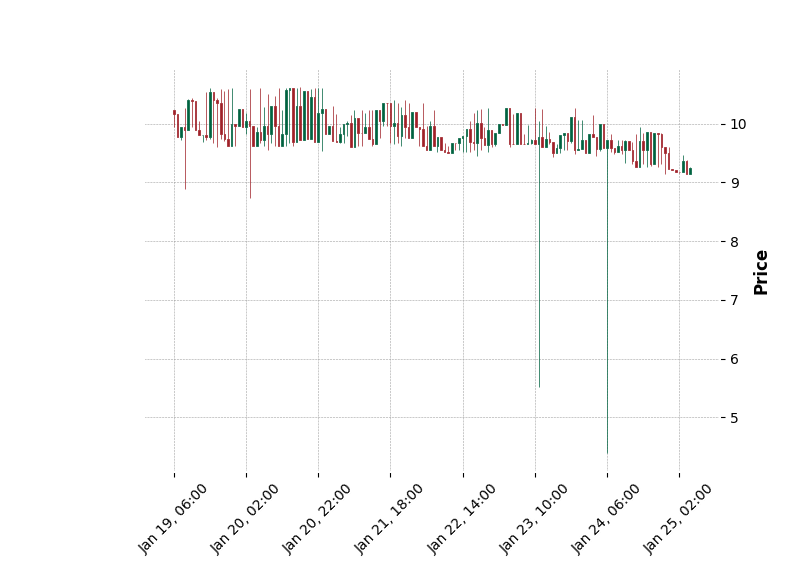 10
9
8
7
6
5
Price
Jan 19, 06:00
Jan 20, 02:00
Jan 20, 22:00
Jan 21, 18:00
Jan 22, 14:00
Jan 23, 10:00
Jan 24, 06:00
Jan 25, 02:00